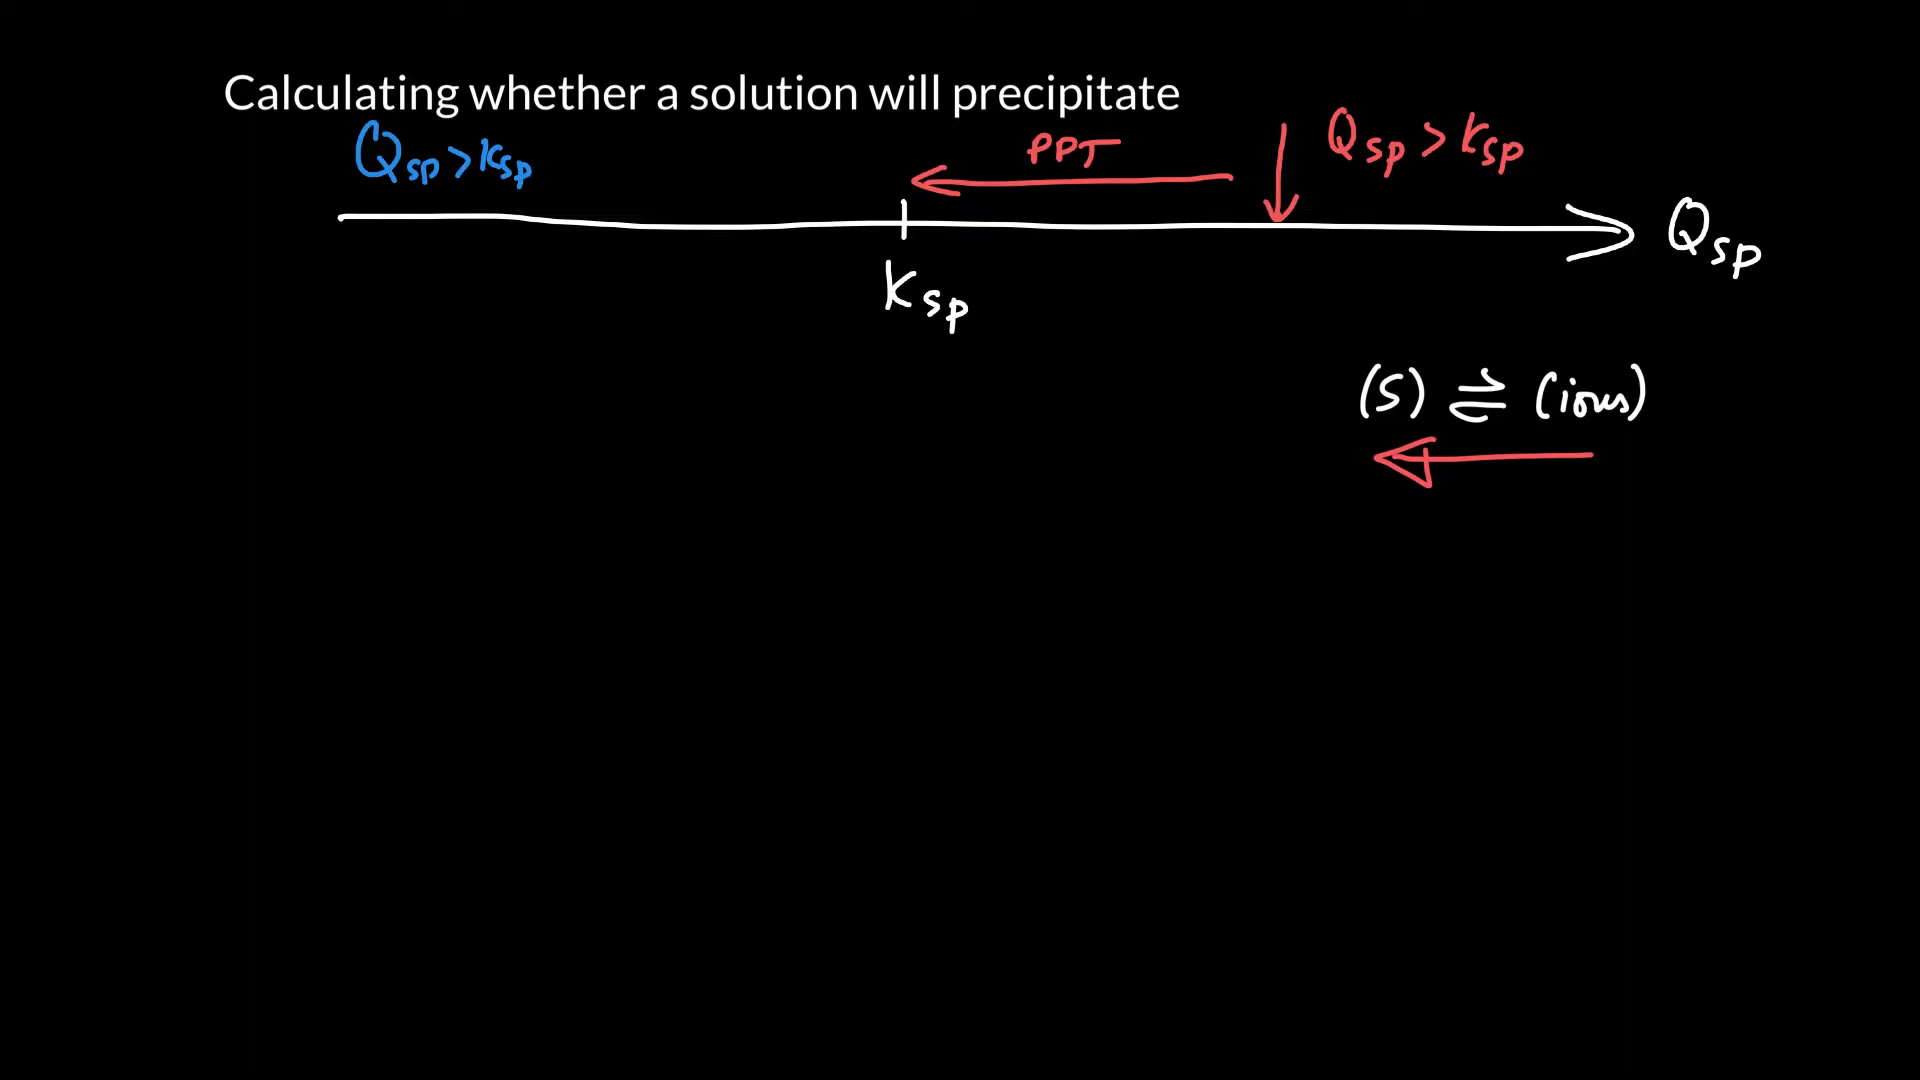 Calculating whether a solution will precipitate
Qsp > Ksp
PPT
Qsp > Ksp
Qsp
Ksp
(S) ⇌ (ions)